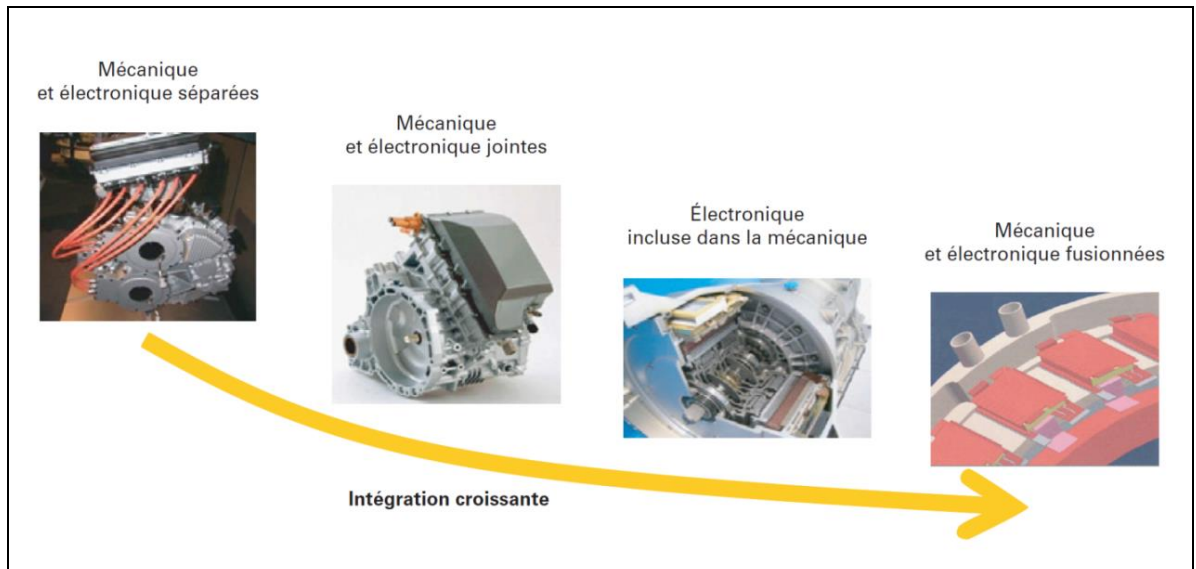 Mécanique
et électronique séparées
Mécanique
et électronique jointes
Électronique
incluse dans la mécanique
Mécanique
et électronique fusionnées
Intégration croissante